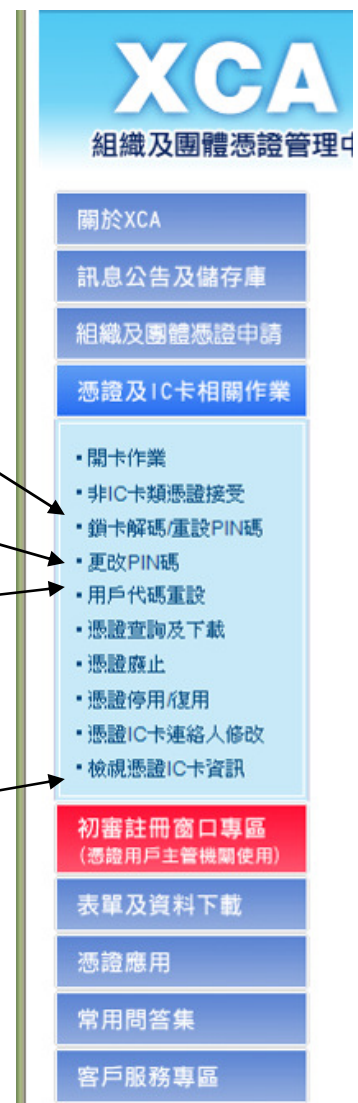 XCA
組織及團體憑證管理中
關於XCA
訊息公告及儲存庫
組織及團體憑證申請
憑證及IC卡相關作業
・開卡作業
・非IC卡類憑證接受
・鎖卡解碼/重設PIN碼
・更改PIN碼
・用戶代碼重設
・憑證查詢及下載
・憑證廢止
・憑證停用/復用
・憑證IC卡連絡人修改
・檢視憑證IC卡資訊
初審註冊窗口專區
(憑證用戶主管機關使用)
表單及資料下載
憑證應用
常用問答集
客戶服務專區